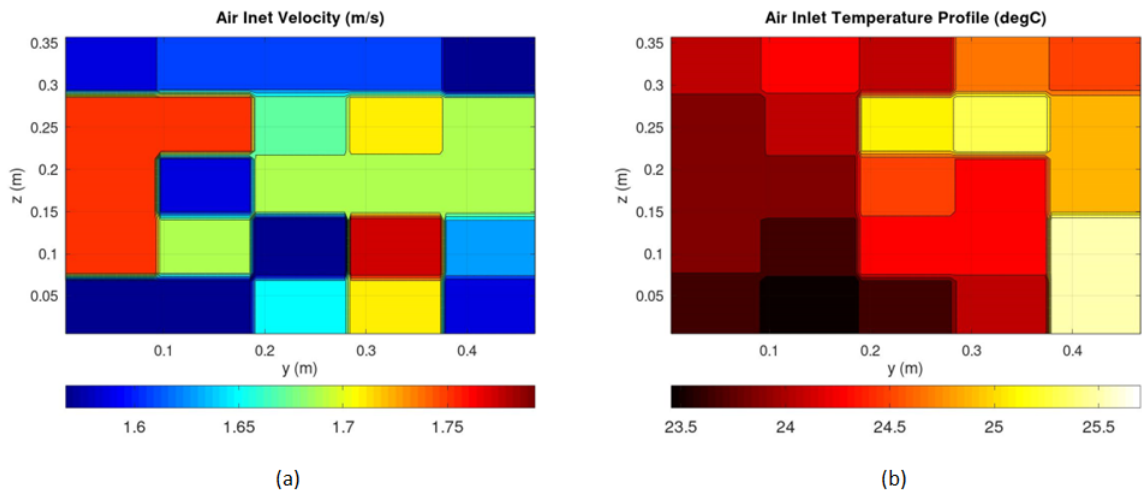 Air Inet Velocity (m/s)
0.35
0.3
0.25
0.2
0.15
0.1
0.05
z (m)
0.1 0.2 0.3 0.4
y (m)
1.6 1.65 1.7 1.75
(a)
Air Inlet Temperature Profile (degC)
0.35
0.3
0.25
0.2
0.15
0.1
0.05
z (m)
0.1 0.2 0.3 0.4
y (m)
23.5 24 24.5 25 25.5
(b)